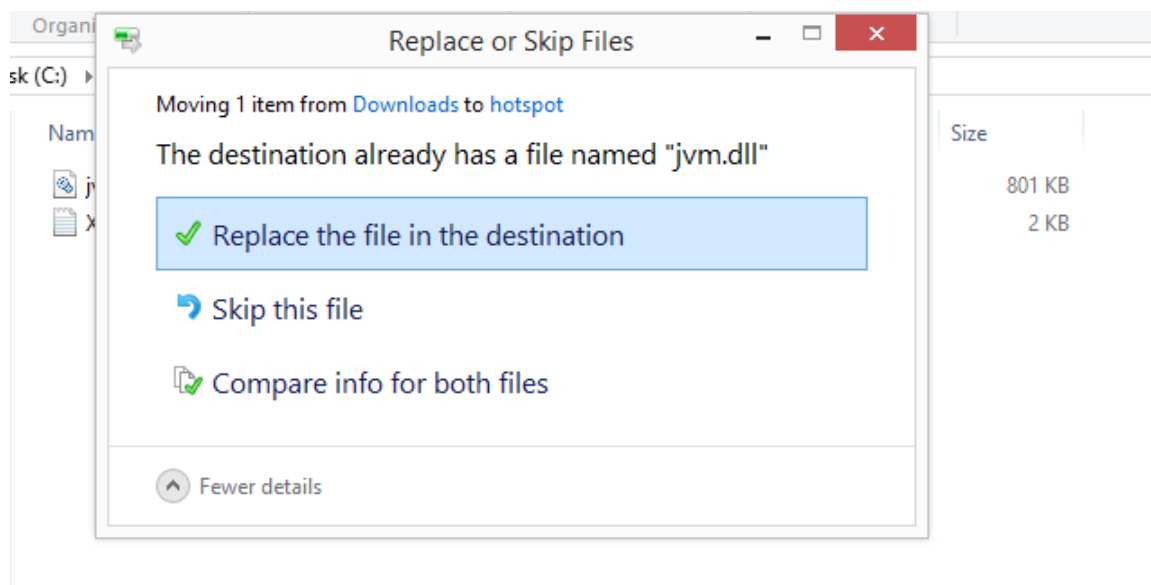 Organi
Replace or Skip Files
sk (C:)
Moving 1 item from Downloads to hotspot
Nam
Size
The destination already has a file named "jvm.dll"
801 KB
2 KB
Replace the file in the destination
Skip this file
Compare info for both files
Fewer details